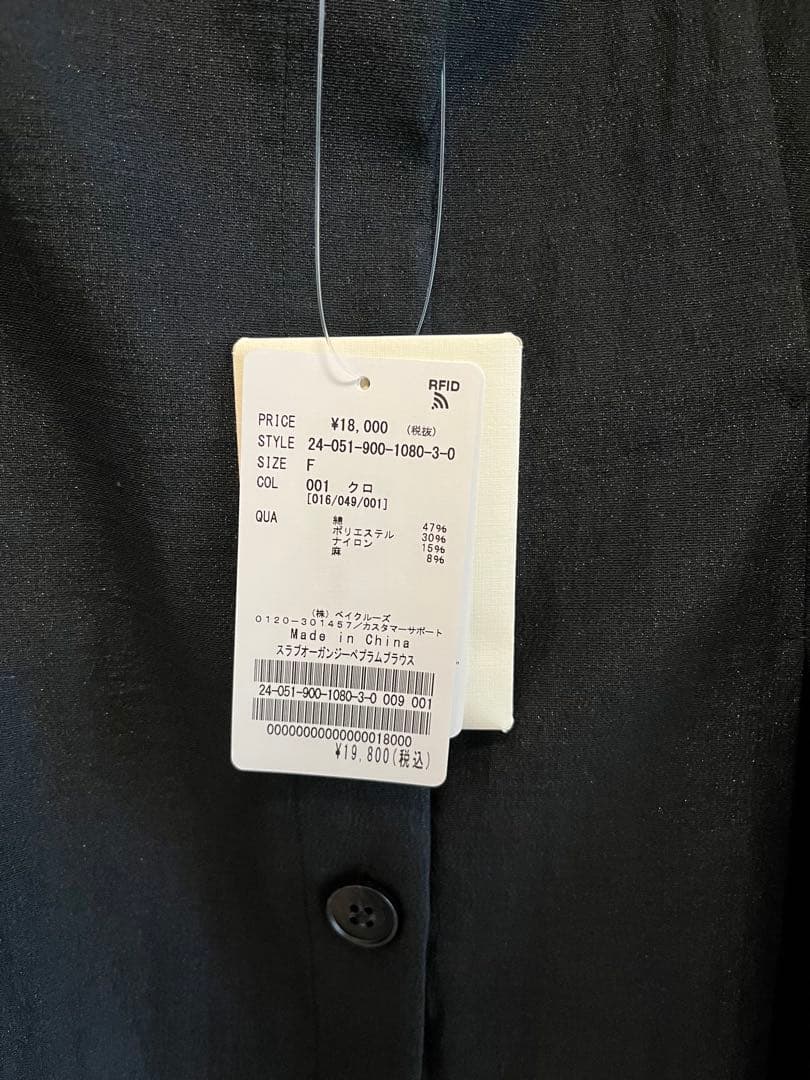 RFID
PRICE ¥18,000 (税抜)
STYLE 24-051-900-1080-3-0
SIZE F
COL 001 クロ
[016/049/001]
QUA 綿 47%
ポリエステル 30%
ナイロン 15%
麻 8%
(株)ベイクルーズ
0120-301457/カスタマーサポート
Made in China
スラブオーガンジーペプラムブラウス
24-051-900-1080-3-0 009 001
00000000000000018000
¥19,800(税込)